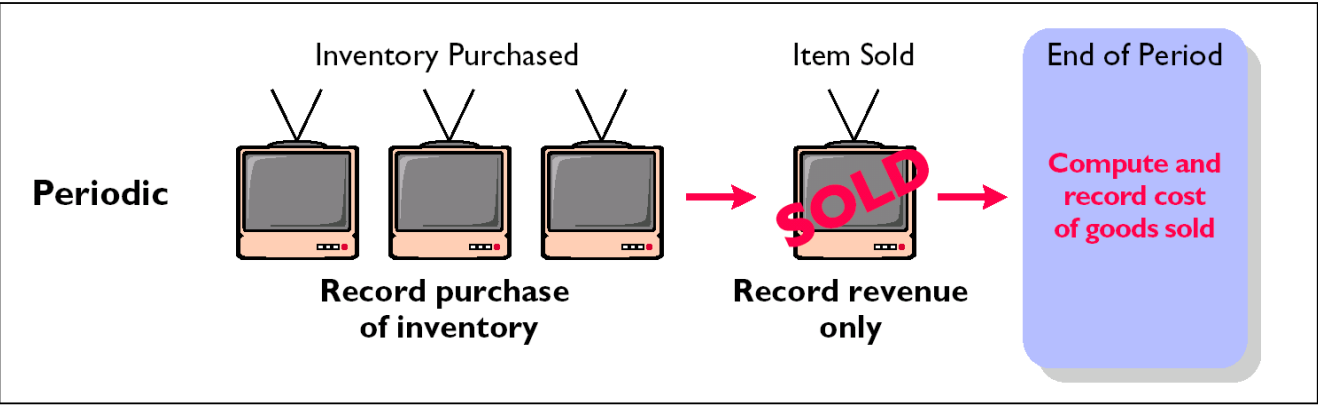 Inventory Purchased
Item Sold
End of Period
Periodic
SOLD
Compute and
record cost
of goods sold
Record purchase
of inventory
Record revenue
only